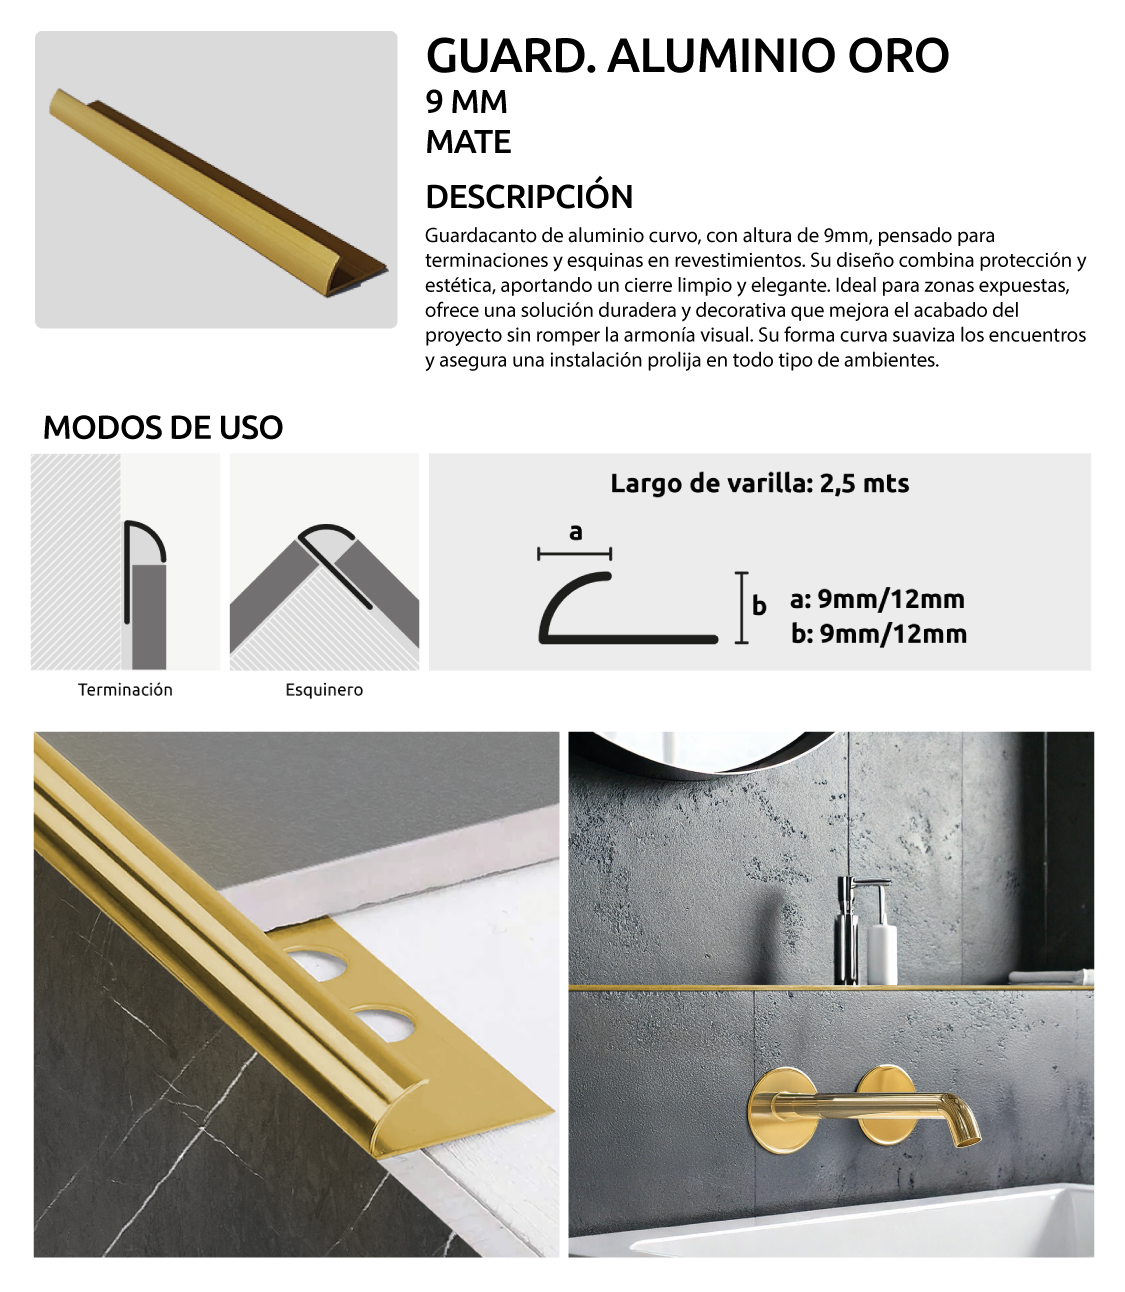 GUARD. ALUMINIO ORO
9 MM
MATE
DESCRIPCIÓN
Guardacanto de aluminio curvo, con altura de 9mm, pensado para
terminaciones y esquinas en revestimientos. Su diseño combina protección y
estética, aportando un cierre limpio y elegante. Ideal para zonas expuestas,
ofrece una solución duradera y decorativa que mejora el acabado del
proyecto sin romper la armonía visual. Su forma curva suaviza los encuentros
y asegura una instalación prolija en todo tipo de ambientes.
MODOS DE USO
Terminación
Esquinero
Largo de varilla: 2,5 mts
a
b
a: 9mm/12mm
b: 9mm/12mm